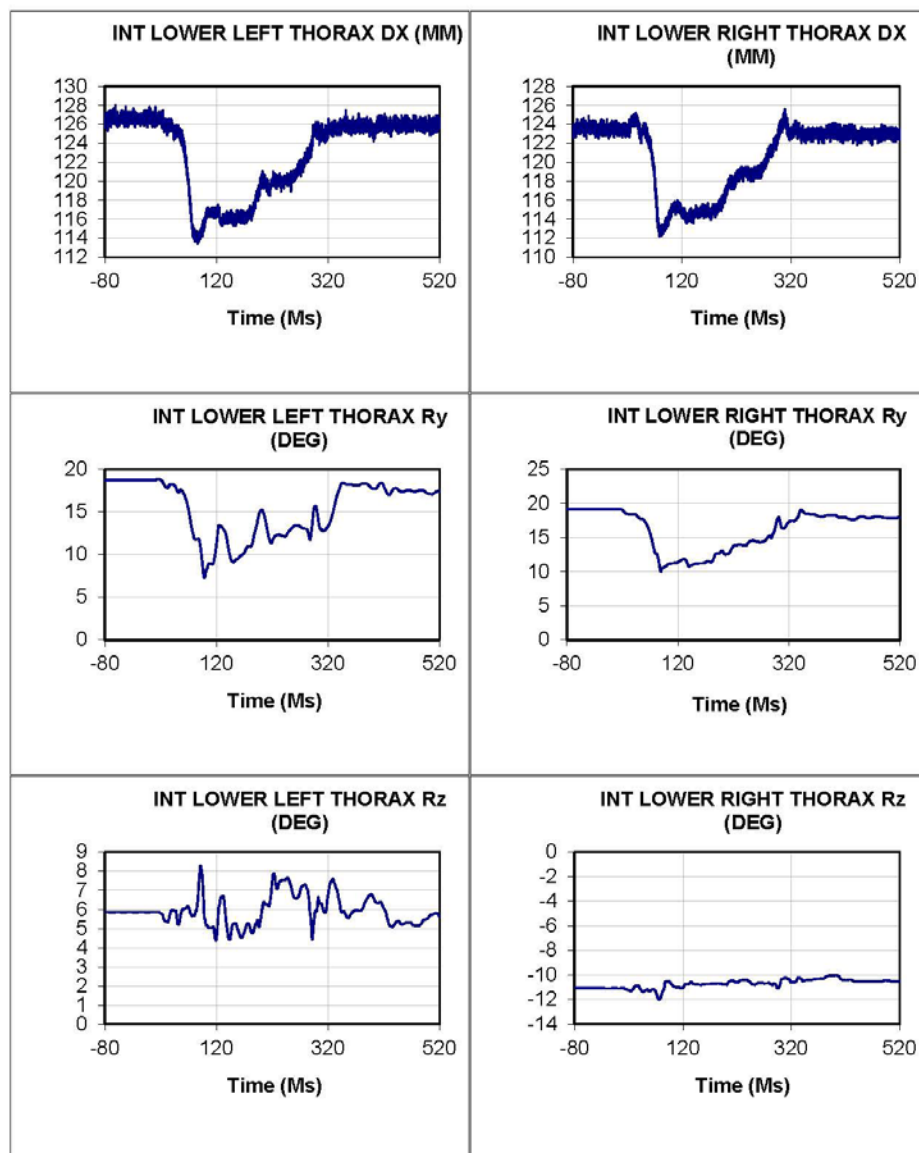 INT LOWER LEFT THORAX DX (MM)
130
128
126
124
122
120
118
116
114
112
-80 120 320 520
Time (Ms)
INT LOWER RIGHT THORAX DX
(MM)
128
126
124
122
120
118
116
114
112
110
-80 120 320 520
Time (Ms)
INT LOWER LEFT THORAX Ry
(DEG)
20
15
10
5
0
-80 120 320 520
Time (Ms)
INT LOWER RIGHT THORAX Ry
(DEG)
25
20
15
10
5
0
-80 120 320 520
Time (Ms)
INT LOWER LEFT THORAX Rz
(DEG)
9
8
7
6
5
4
3
2
1
0
-80 120 320 520
Time (Ms)
INT LOWER RIGHT THORAX Rz
(DEG)
0
-2
-4
-6
-8
-10
-12
-14
-80 120 320 520
Time (Ms)